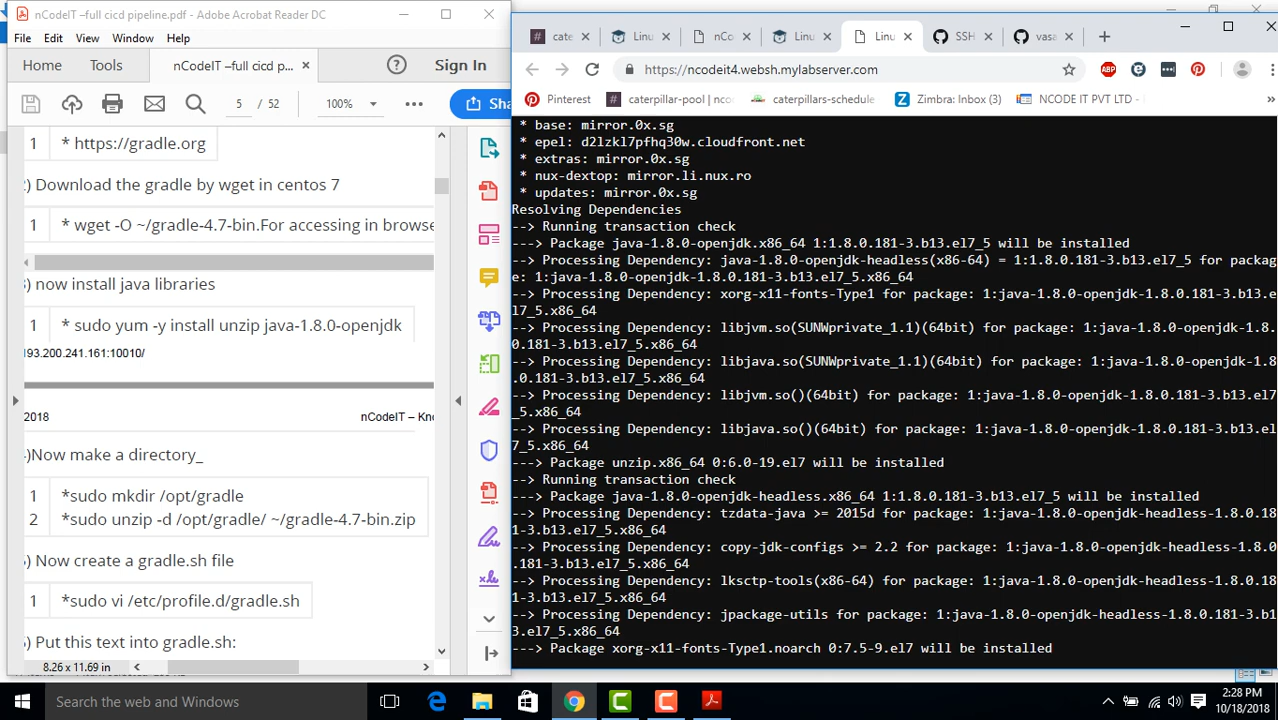 nCodeIT –full cicd pipeline.pdf - Adobe Acrobat Reader DC
File Edit View Window Help
Home Tools nCodeIT –full cicd p... × ? Sign In
5 / 52 100% ••• Sha
1 * https://gradle.org
) Download the gradle by wget in centos 7
1 * wget -O ~/gradle-4.7-bin.For accessing in browse
) now install java libraries
1 * sudo yum -y install unzip java-1.8.0-openjdk
193.200.241.161:10010/
2018 nCodeIT – Kno
)Now make a directory_
1 *sudo mkdir /opt/gradle
2 *sudo unzip -d /opt/gradle/ ~/gradle-4.7-bin.zip
) Now create a gradle.sh file
1 *sudo vi /etc/profile.d/gradle.sh
) Put this text into gradle.sh:
8.26 x 11.69 in
# cate × Linu × nCo × Linu × Linu × SSH × vasa × +
https://ncodeit4.websh.mylabserver.com ABP
Pinterest # caterpillar-pool | nco caterpillars-schedule Z Zimbra: Inbox (3) NCODE IT PVT LTD -
* base: mirror.0x.sg
* epel: d2lzkl7pfhq30w.cloudfront.net
* extras: mirror.0x.sg
* nux-dextop: mirror.li.nux.ro
* updates: mirror.0x.sg
Resolving Dependencies
--> Running transaction check
---> Package java-1.8.0-openjdk.x86_64 1:1.8.0.181-3.b13.el7_5 will be installed
--> Processing Dependency: java-1.8.0-openjdk-headless(x86-64) = 1:1.8.0.181-3.b13.el7_5 for packag
e: 1:java-1.8.0-openjdk-1.8.0.181-3.b13.el7_5.x86_64
--> Processing Dependency: xorg-x11-fonts-Type1 for package: 1:java-1.8.0-openjdk-1.8.0.181-3.b13.e
l7_5.x86_64
--> Processing Dependency: libjvm.so(SUNWprivate_1.1)(64bit) for package: 1:java-1.8.0-openjdk-1.8.
0.181-3.b13.el7_5.x86_64
--> Processing Dependency: libjava.so(SUNWprivate_1.1)(64bit) for package: 1:java-1.8.0-openjdk-1.8
.0.181-3.b13.el7_5.x86_64
--> Processing Dependency: libjvm.so()(64bit) for package: 1:java-1.8.0-openjdk-1.8.0.181-3.b13.el7
_5.x86_64
--> Processing Dependency: libjava.so()(64bit) for package: 1:java-1.8.0-openjdk-1.8.0.181-3.b13.el
7_5.x86_64
---> Package unzip.x86_64 0:6.0-19.el7 will be installed
--> Running transaction check
---> Package java-1.8.0-openjdk-headless.x86_64 1:1.8.0.181-3.b13.el7_5 will be installed
--> Processing Dependency: tzdata-java >= 2015d for package: 1:java-1.8.0-openjdk-headless-1.8.0.18
1-3.b13.el7_5.x86_64
--> Processing Dependency: copy-jdk-configs >= 2.2 for package: 1:java-1.8.0-openjdk-headless-1.8.0
.181-3.b13.el7_5.x86_64
--> Processing Dependency: lksctp-tools(x86-64) for package: 1:java-1.8.0-openjdk-headless-1.8.0.18
1-3.b13.el7_5.x86_64
--> Processing Dependency: jpackage-utils for package: 1:java-1.8.0-openjdk-headless-1.8.0.181-3.b1
3.el7_5.x86_64
---> Package xorg-x11-fonts-Type1.noarch 0:7.5-9.el7 will be installed
Search the web and Windows
2:28 PM
10/18/2018